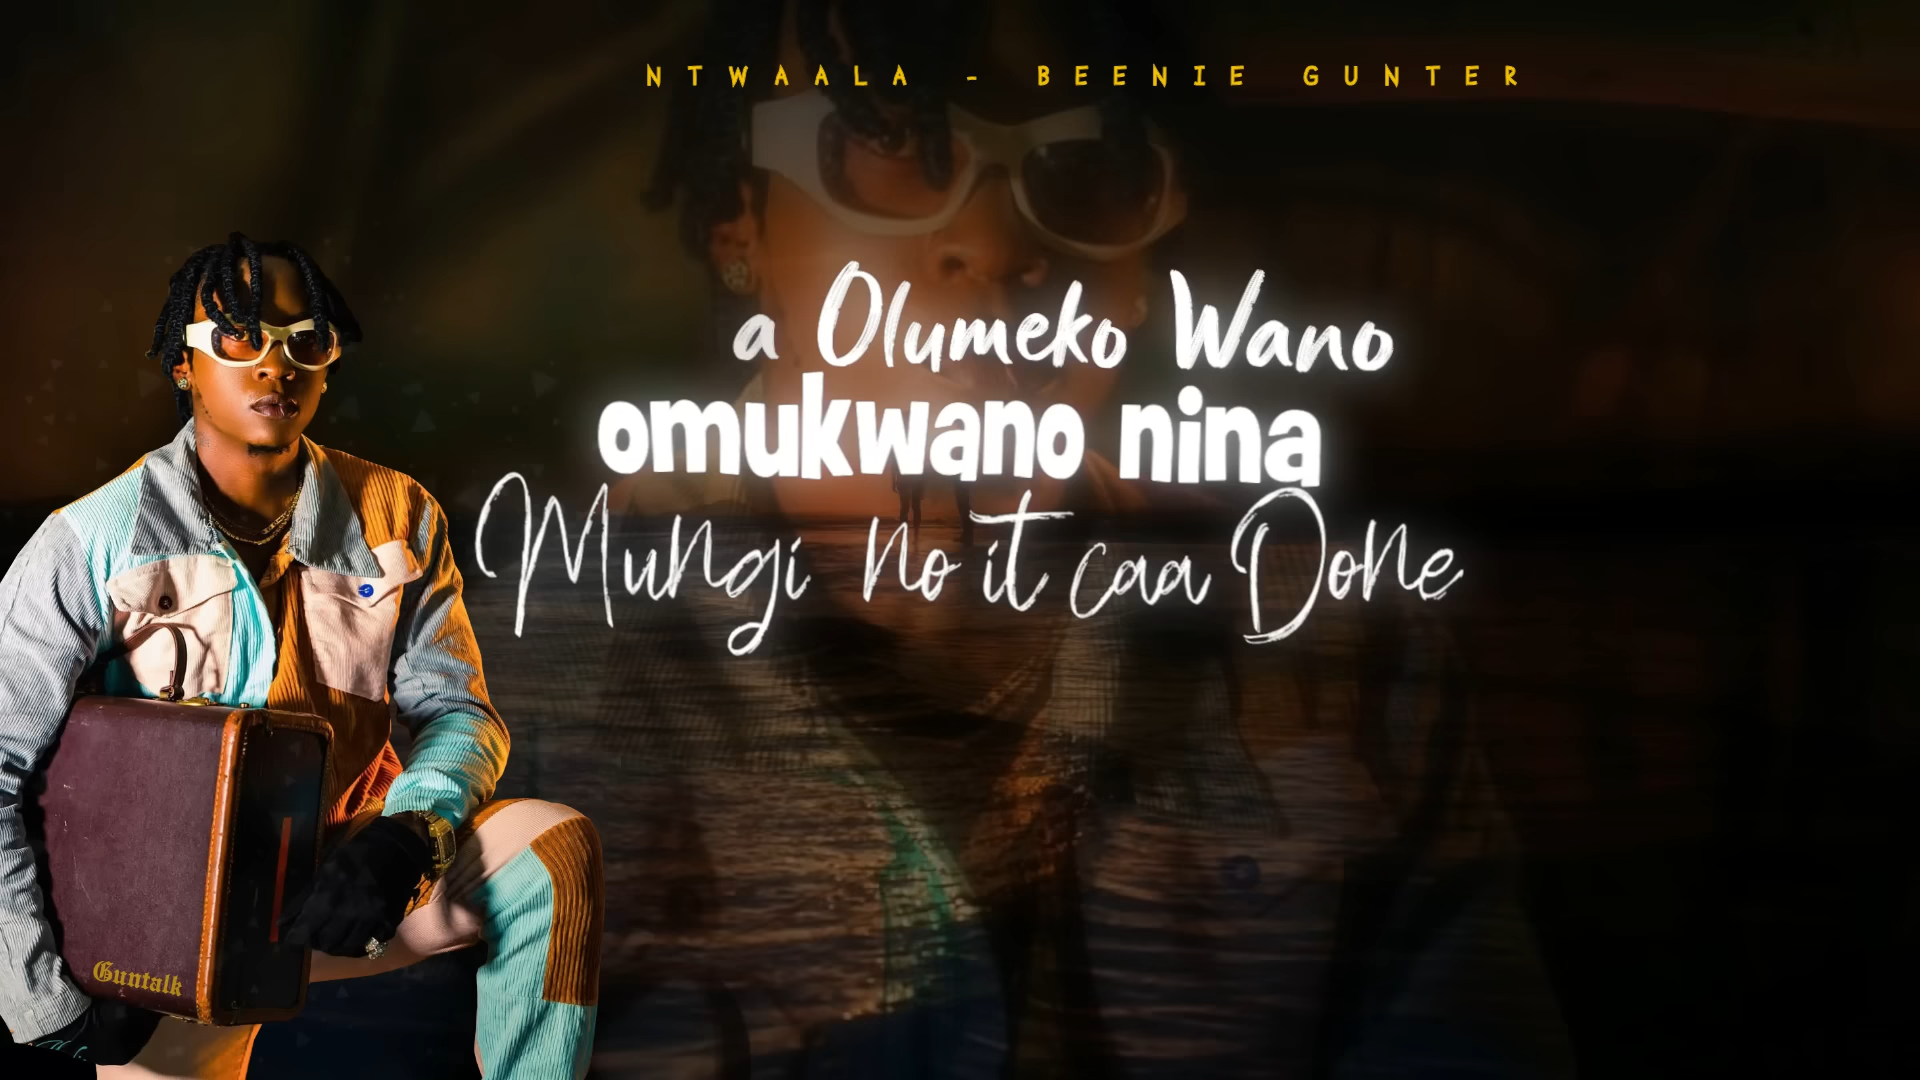 NTWAALA - BEENIE GUNTER
a Olumeko Wano
omukwano nina
Mungi no it caa Done
Guntalk